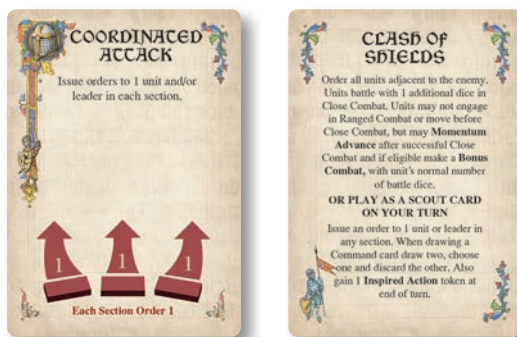 COORDINATED
ATTACK
Issue orders to 1 unit and/or
leader in each section.
1
1
1
Each Section Order 1
CLASH OF
SHIELDS
Order all units adjacent to the enemy.
Units battle with 1 additional dice in
Close Combat. Units may not engage
in Ranged Combat or move before
Close Combat, but may Momentum
Advance after successful Close
Combat and if eligible make a Bonus
Combat, with unit's normal number
of battle dice.
OR PLAY AS A SCOUT CARD
ON YOUR TURN
Issue an order to 1 unit or leader in
any section. When drawing a
Command card draw two, choose
one and discard the other. Also
gain 1 Inspired Action token at
end of turn.